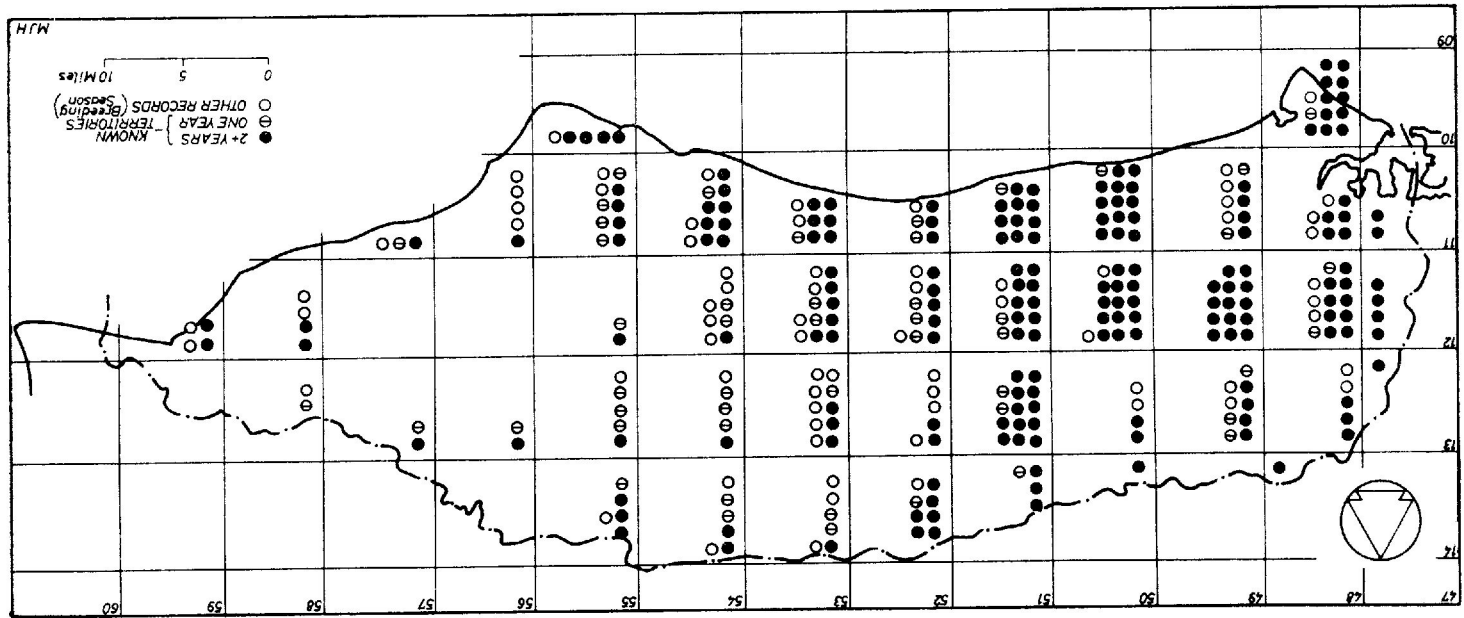 47 48 49 50 51 52 53 54 55 56 57 58 59 60
14
13
12
11
10
09
2+ YEARS } KNOWN
ONE YEAR } TERRITORIES
OTHER RECORDS (Breeding
Season)
0 5 10 Miles
MJH